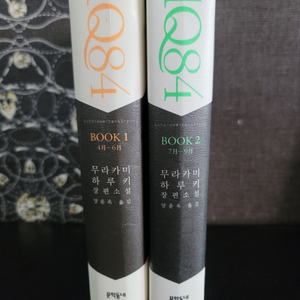 1Q84
BOOK 1
4月-6月
무라카미
하루키
장편소설
양윤옥 옮김
문학동네
1Q84
BOOK 2
7月-9月
무라카미
하루키
장편소설
양윤옥 옮김
문학동네